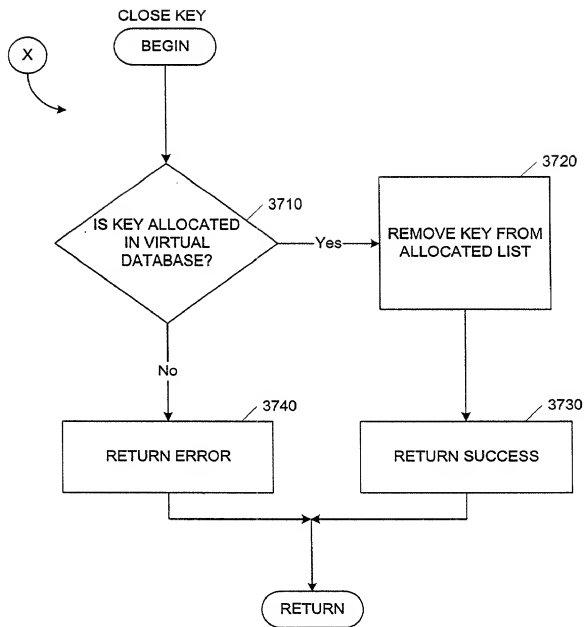 CLOSE KEY
BEGIN
X
3710
IS KEY ALLOCATED
IN VIRTUAL
DATABASE?
Yes
3720
REMOVE KEY FROM
ALLOCATED LIST
No
3740
RETURN ERROR
3730
RETURN SUCCESS
RETURN